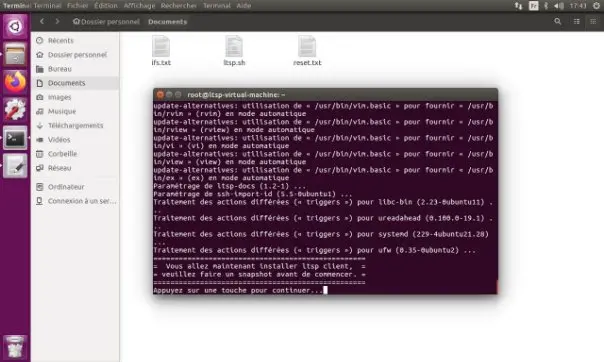 Terminal Terminal Fichier Édition Affichage Rechercher Terminal Aide
Fr
17:43
Dossier personnel
Documents
Récents
Dossier personnel
Bureau
Documents
Images
Musique
Téléchargements
Vidéos
Corbeille
Réseau
Ordinateur
Connexion à un ser...
ifs.txt
ltsp.sh
reset.txt
root@ltsp-virtual-machine: ~
update-alternatives: utilisation de « /usr/bin/vim.basic » pour fournir « /usr/b
in/rvim » (rvim) en mode automatique
update-alternatives: utilisation de « /usr/bin/vim.basic » pour fournir « /usr/b
in/rview » (rview) en mode automatique
update-alternatives: utilisation de « /usr/bin/vim.basic » pour fournir « /usr/b
in/vi » (vi) en mode automatique
update-alternatives: utilisation de « /usr/bin/vim.basic » pour fournir « /usr/b
in/view » (view) en mode automatique
update-alternatives: utilisation de « /usr/bin/vim.basic » pour fournir « /usr/b
in/ex » (ex) en mode automatique
Paramétrage de ltsp-docs (1.2-1) ...
Paramétrage de ssh-import-id (5.5-0ubuntu1) ...
Traitement des actions différées (« triggers ») pour libc-bin (2.23-0ubuntu11) .
..
Traitement des actions différées (« triggers ») pour ureadahead (0.100.0-19.1) .
..
Traitement des actions différées (« triggers ») pour systemd (229-4ubuntu21.28)
...
Traitement des actions différées (« triggers ») pour ufw (0.35-0ubuntu2) ...
==================================================
=  Vous allez maintenant installer ltsp client,  =
= veuillez faire un snapshot avant de commencer. =
==================================================
Appuyez sur une touche pour continuer...